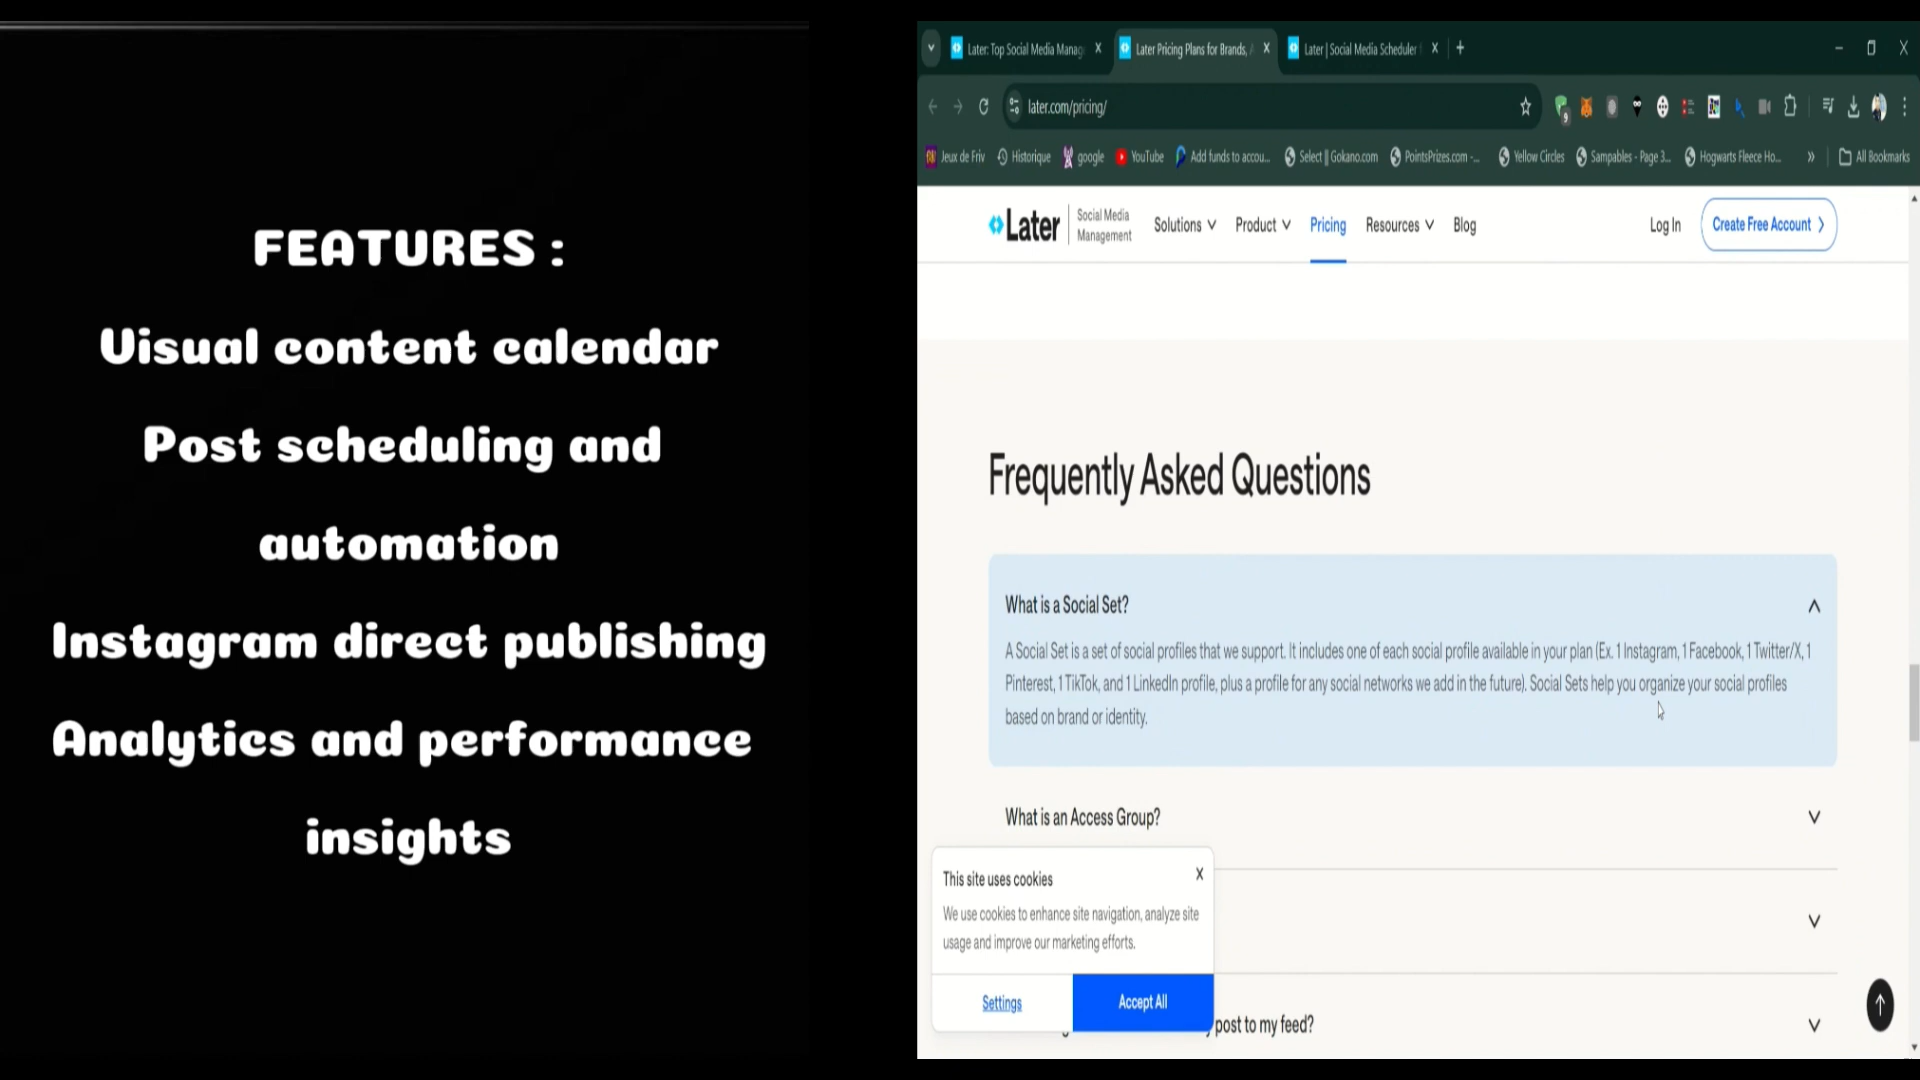 FEATURES :
Visual content calendar
Post scheduling and
automation
Instagram direct publishing
Analytics and performance
insights
Later: Top Social Media Manag
Later Pricing Plans for Brands, A
Later | Social Media Scheduler
later.com/pricing/
9
Jeux de Friv
Historique
google
YouTube
Add funds to accou...
Select || Gokano.com
PointsPrizes.com -...
Yellow Circles
Sampables - Page 3...
Hogwarts Fleece Ho...
»
All Bookmarks
Later
Social Media
Management
Solutions
Product
Pricing
Resources
Blog
Log In
Create Free Account
Frequently Asked Questions
What is a Social Set?
A Social Set is a set of social profiles that we support. It includes one of each social profile available in your plan (Ex. 1 Instagram, 1 Facebook, 1 Twitter/X, 1
Pinterest, 1 TikTok, and 1 LinkedIn profile, plus a profile for any social networks we add in the future). Social Sets help you organize your social profiles
based on brand or identity.
What is an Access Group?
This site uses cookies
We use cookies to enhance site navigation, analyze site
usage and improve our marketing efforts.
Settings
Accept All
post to my feed?